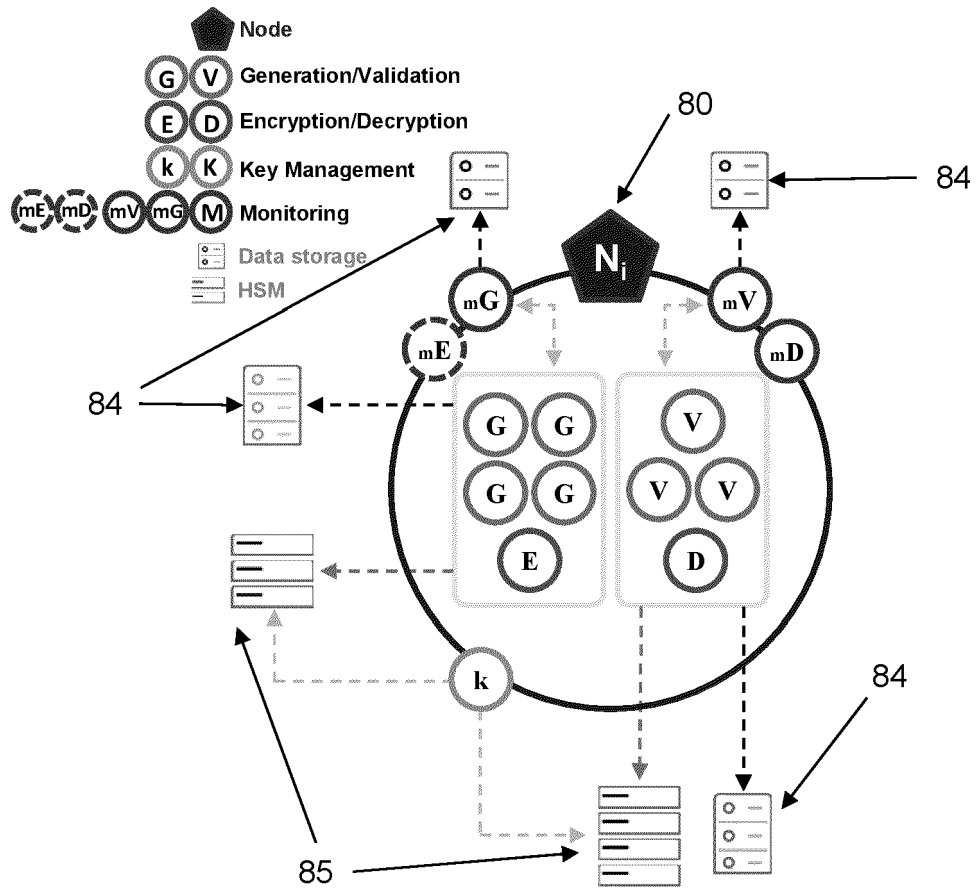 Node
G V Generation/Validation
E D Encryption/Decryption
k K Key Management
mE mD mV mG M Monitoring
Data storage
HSM
80
84
Ni
mG
mV
mE
mD
84
G G
V
G G
V V
E
D
k
84
85